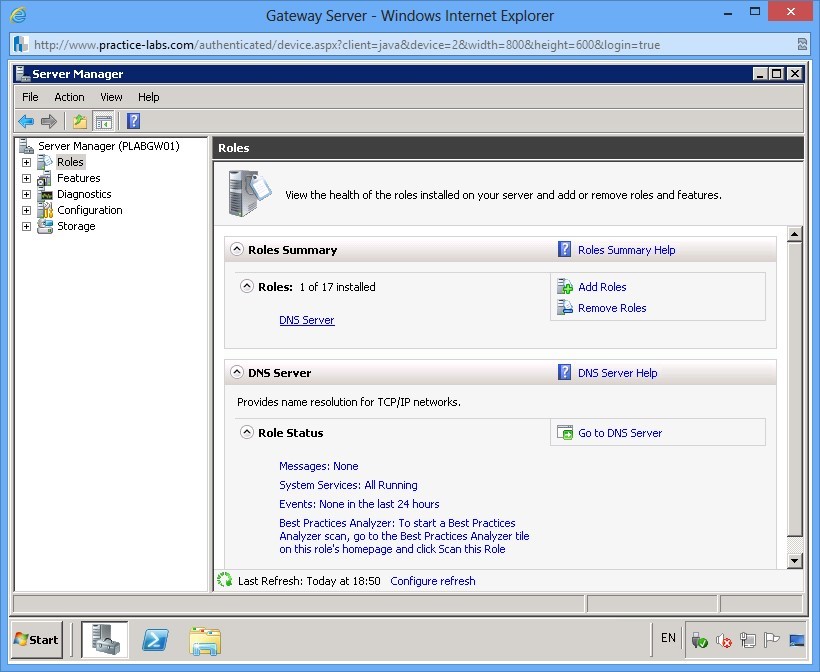 Gateway Server - Windows Internet Explorer
http://www.practice-labs.com/authenticated/device.aspx?client=java&device=2&width=800&height=600&login=true
Server Manager
File Action View Help
Server Manager (PLABGW01)
Roles
Features
Diagnostics
Configuration
Storage
Roles
View the health of the roles installed on your server and add or remove roles and features.
Roles Summary
Roles Summary Help
Roles: 1 of 17 installed
Add Roles
Remove Roles
DNS Server
DNS Server
DNS Server Help
Provides name resolution for TCP/IP networks.
Role Status
Go to DNS Server
Messages: None
System Services: All Running
Events: None in the last 24 hours
Best Practices Analyzer: To start a Best Practices
Analyzer scan, go to the Best Practices Analyzer tile
on this role's homepage and click Scan this Role
Last Refresh: Today at 18:50 Configure refresh
Start
EN